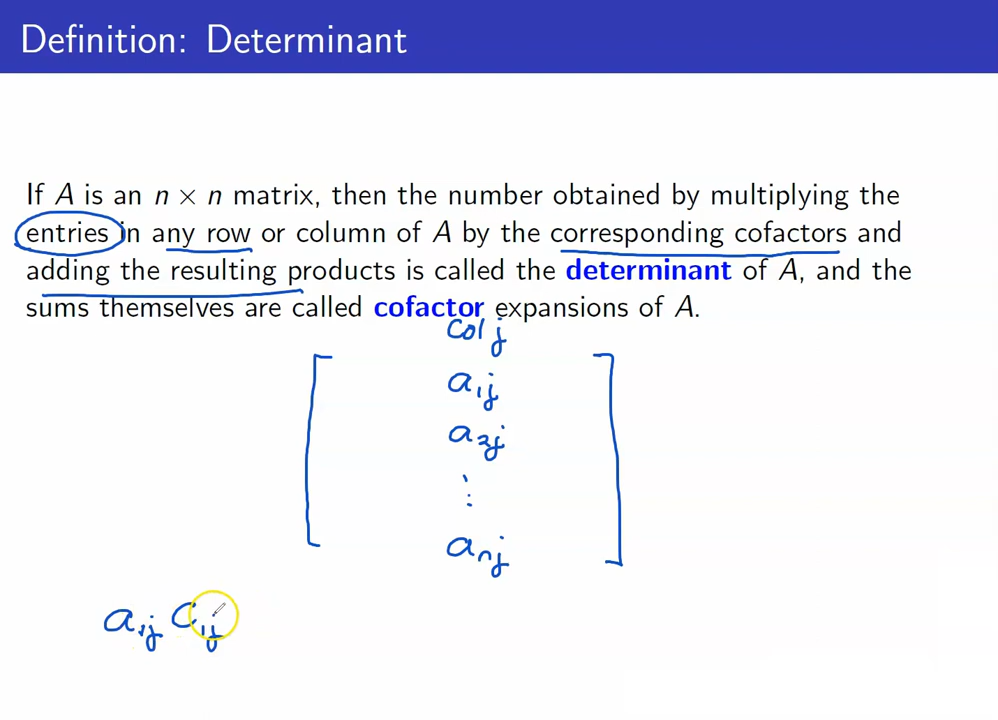 Definition: Determinant
If A is an n × n matrix, then the number obtained by multiplying the
entries in any row or column of A by the corresponding cofactors and
adding the resulting products is called the determinant of A, and the
sums themselves are called cofactor expansions of A.
col j
a₁ⱼ
a₂ⱼ
⋮
aₙⱼ
a₁ⱼ C₁ⱼ